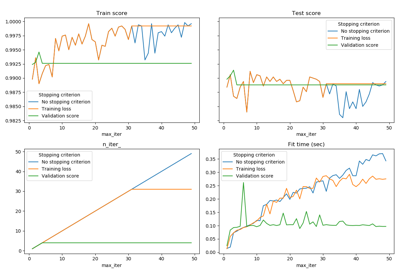 Train score
1.0000
0.9975
0.9950
0.9925
0.9900
0.9875
0.9850
0.9825
Stopping criterion
No stopping criterion
Training loss
Validation score
0 10 20 30 40 50
max_iter
Test score
Stopping criterion
No stopping criterion
Training loss
Validation score
0 10 20 30 40 50
max_iter
n_iter_
50
40
30
20
10
0
Stopping criterion
No stopping criterion
Training loss
Validation score
0 10 20 30 40 50
max_iter
Fit time (sec)
0.35
0.30
0.25
0.20
0.15
0.10
0.05
0.00
Stopping criterion
No stopping criterion
Training loss
Validation score
0 10 20 30 40 50
max_iter